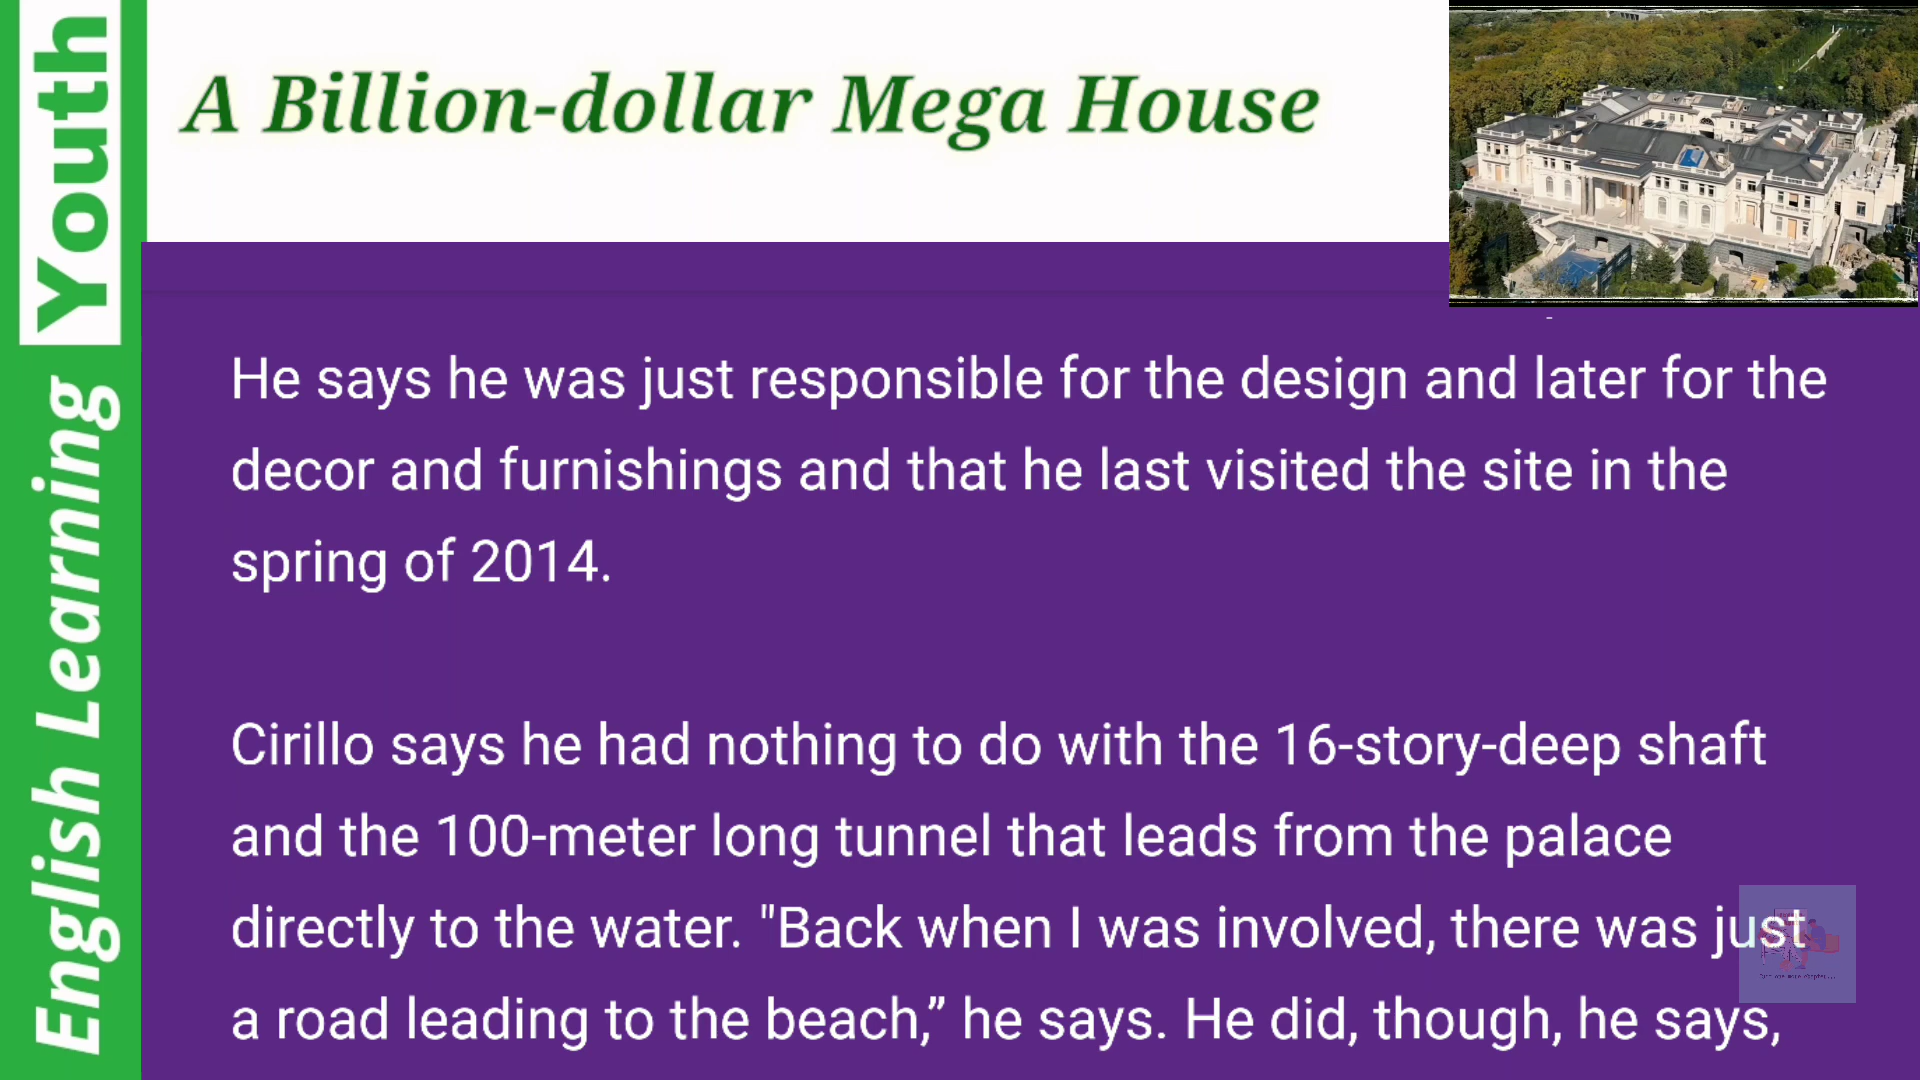 English Learning Youth
A Billion-dollar Mega House
He says he was just responsible for the design and later for the
decor and furnishings and that he last visited the site in the
spring of 2014.
Cirillo says he had nothing to do with the 16-story-deep shaft
and the 100-meter long tunnel that leads from the palace
directly to the water. "Back when I was involved, there was just
a road leading to the beach,” he says. He did, though, he says,